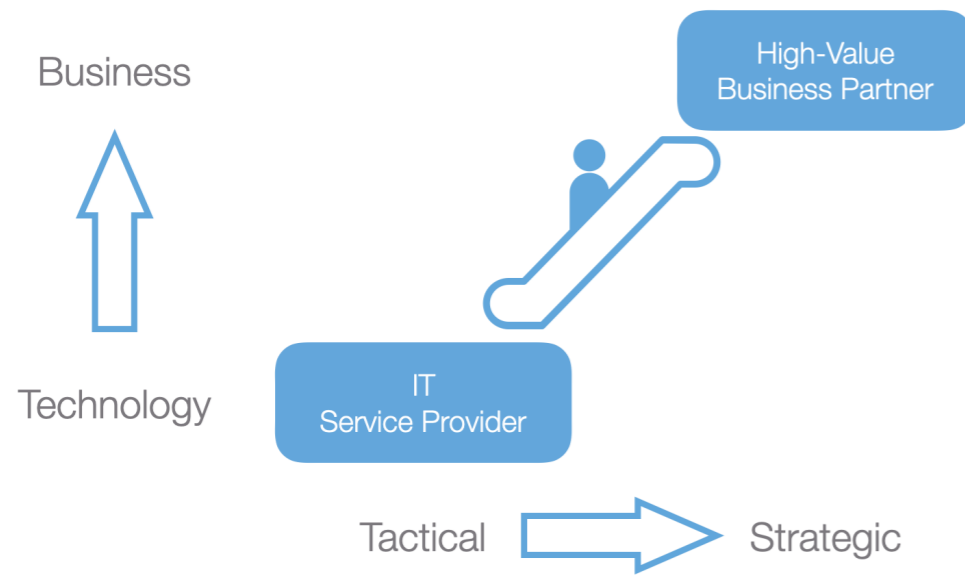 Business
High-Value
Business Partner
Technology
IT
Service Provider
Tactical
Strategic